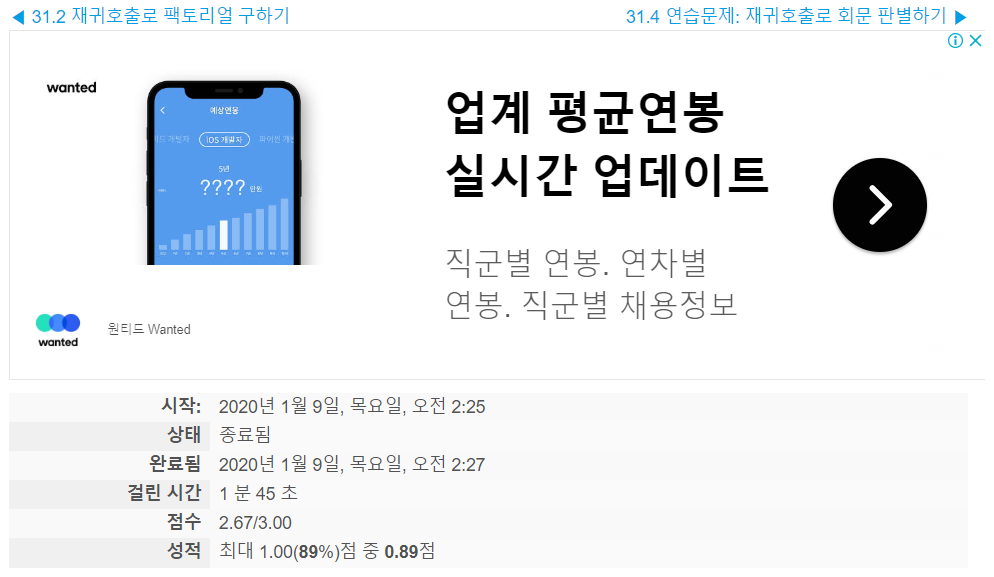 ◀ 31.2 재귀호출로 팩토리얼 구하기
31.4 연습문제: 재귀호출로 회문 판별하기 ▶
wanted
예상연봉
iOS 개발자
5년
???? 만원
업계 평균연봉
실시간 업데이트
직군별 연봉. 연차별
연봉. 직군별 채용정보
wanted
원티드 Wanted
시작: 2020년 1월 9일, 목요일, 오전 2:25
상태 종료됨
완료됨 2020년 1월 9일, 목요일, 오전 2:27
걸린 시간 1 분 45 초
점수 2.67/3.00
성적 최대 1.00(89%)점 중 0.89점